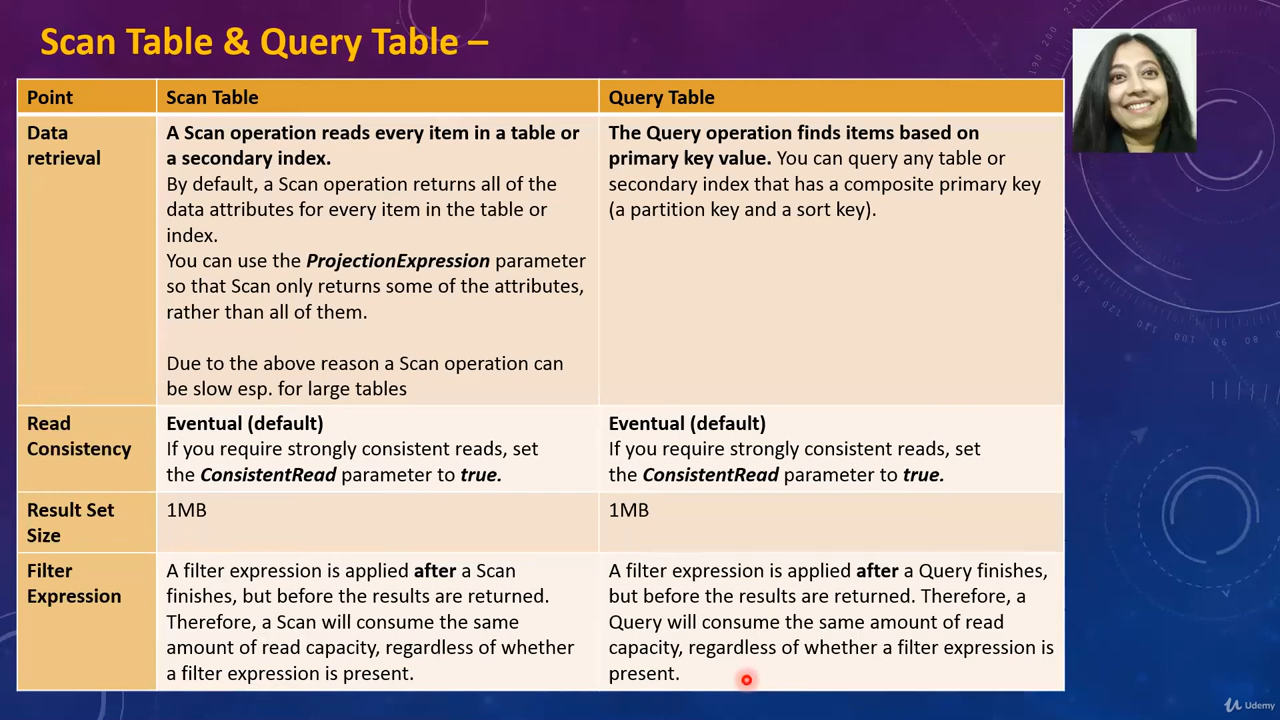 Scan Table & Query Table –
Point
Scan Table
Query Table
Data
retrieval
A Scan operation reads every item in a table or
a secondary index.
By default, a Scan operation returns all of the
data attributes for every item in the table or
index.
You can use the ProjectionExpression parameter
so that Scan only returns some of the attributes,
rather than all of them.
Due to the above reason a Scan operation can
be slow esp. for large tables
The Query operation finds items based on
primary key value. You can query any table or
secondary index that has a composite primary key
(a partition key and a sort key).
Read
Consistency
Eventual (default)
If you require strongly consistent reads, set
the ConsistentRead parameter to true.
Eventual (default)
If you require strongly consistent reads, set
the ConsistentRead parameter to true.
Result Set
Size
1MB
1MB
Filter
Expression
A filter expression is applied after a Scan
finishes, but before the results are returned.
Therefore, a Scan will consume the same
amount of read capacity, regardless of whether
a filter expression is present.
A filter expression is applied after a Query finishes,
but before the results are returned. Therefore, a
Query will consume the same amount of read
capacity, regardless of whether a filter expression is
present.
Udemy